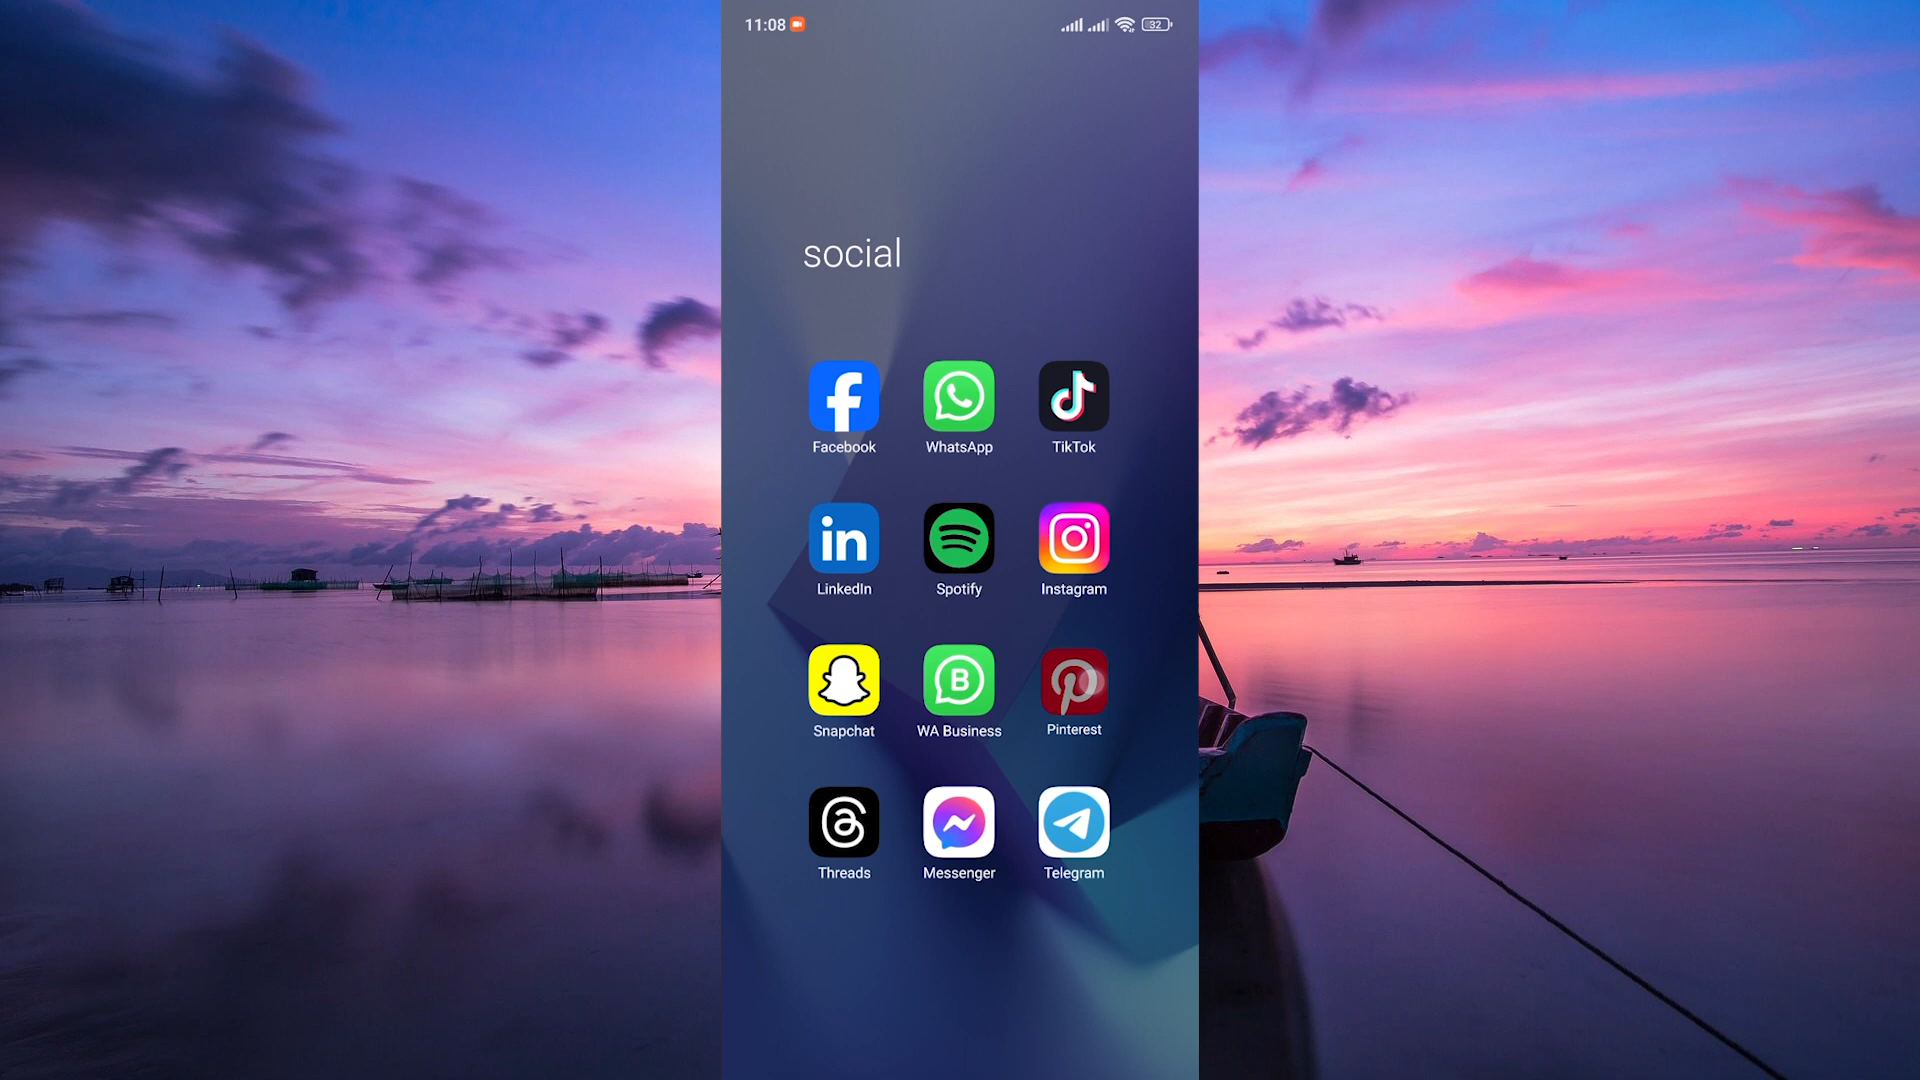 11:08
32
social
Facebook
WhatsApp
TikTok
LinkedIn
Spotify
Instagram
Snapchat
WA Business
Pinterest
Threads
Messenger
Telegram